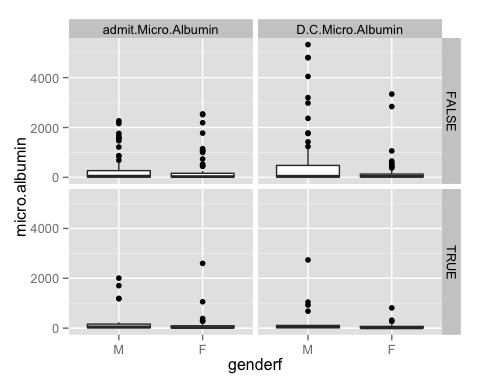 admit.Micro.Albumin D.C.Micro.Albumin
4000
2000
0
FALSE
4000
2000
0
TRUE
micro.albumin
M F M F
genderf